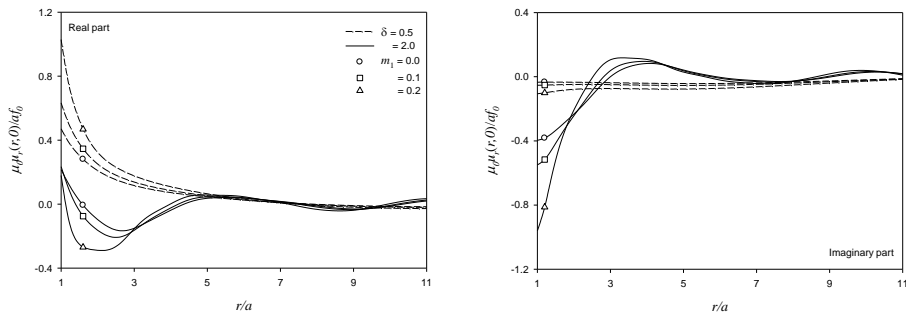 Real part
δ = 0.5
= 2.0
m₁ = 0.0
= 0.1
= 0.2
1.2
0.8
0.4
0.0
-0.4
μ₀uᵣ(r,0)/af₀
1 3 5 7 9 11
r/a
0.4
0.0
-0.4
-0.8
-1.2
μ₀uᵣ(r,0)/af₀
Imaginary part
1 3 5 7 9 11
r/a